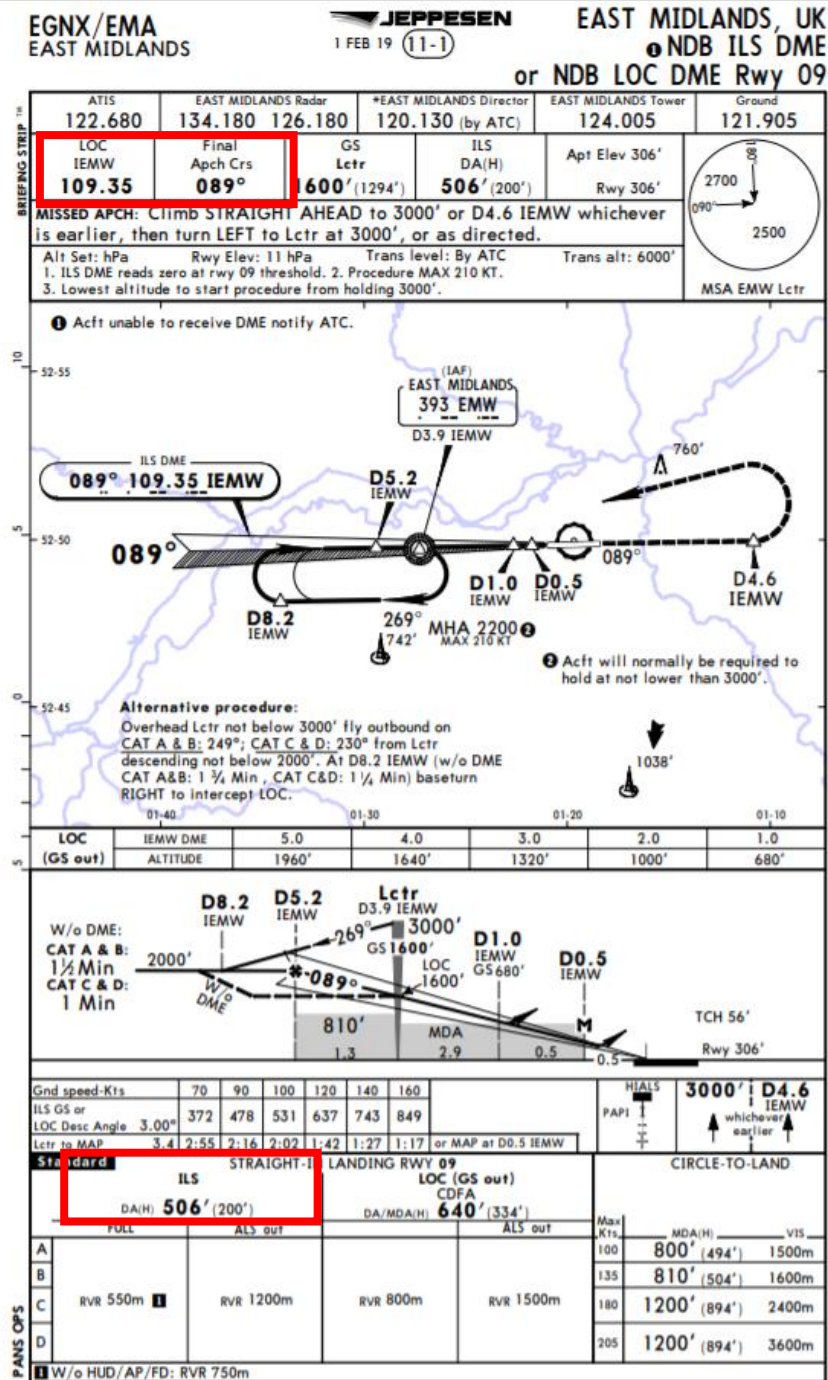 EGNX/EMA
EAST MIDLANDS
JEPPESEN
1 FEB 19 11-1
EAST MIDLANDS, UK
❶ NDB ILS DME
or NDB LOC DME Rwy 09
BRIEFING STRIP TM
ATIS EAST MIDLANDS Radar *EAST MIDLANDS Director EAST MIDLANDS Tower Ground
122.680 134.180 126.180 120.130 (by ATC) 124.005 121.905
LOC Final GS ILS
IEMW Apch Crs Lctr DA(H) Apt Elev 306'
109.35 089° 1600' (1294') 506' (200') Rwy 306'
180°
2700
090°
2500
MSA EMW Lctr
MISSED APCH: Climb STRAIGHT AHEAD to 3000' or D4.6 IEMW whichever
is earlier, then turn LEFT to Lctr at 3000', or as directed.
Alt Set: hPa Rwy Elev: 11 hPa Trans level: By ATC Trans alt: 6000'
1. ILS DME reads zero at rwy 09 threshold. 2. Procedure MAX 210 KT.
3. Lowest altitude to start procedure from holding 3000'.
❶ Acft unable to receive DME notify ATC.
10
52-55
(IAF)
EAST MIDLANDS
393 EMW
D3.9 IEMW
760'
ILS DME
089° 109.35 IEMW
D5.2
IEMW
5
52-50
089°
089°
D1.0
IEMW
D0.5
IEMW
D4.6
IEMW
D8.2
IEMW
269°
742'
MHA 2200 ❷
MAX 210 KT
❷ Acft will normally be required to
hold at not lower than 3000'.
0
52-45
Alternative procedure:
Overhead Lctr not below 3000' fly outbound on
CAT A & B: 249°; CAT C & D: 230° from Lctr
descending not below 2000'. At D8.2 IEMW (w/o DME
CAT A&B: 1 ¾ Min , CAT C&D: 1 ¼ Min) baseturn
RIGHT to intercept LOC.
1038'
01-40 01-30 01-20 01-10
5
LOC IEMW DME 5.0 4.0 3.0 2.0 1.0
(GS out) ALTITUDE 1960' 1640' 1320' 1000' 680'
D8.2
IEMW
D5.2
IEMW
Lctr
D3.9 IEMW
3000'
W/o DME:
CAT A & B:
1½ Min
CAT C & D:
1 Min
2000'
W/o
DME
269°
089°
GS 1600'
LOC
1600'
D1.0
IEMW
GS 680'
D0.5
IEMW
M
TCH 56'
Rwy 306'
810'
MDA
1.3 2.9 0.5 0.5
Gnd speed-Kts 70 90 100 120 140 160
ILS GS or
LOC Desc Angle 3.00° 372 478 531 637 743 849
Lctr to MAP 3.4 2:55 2:16 2:02 1:42 1:27 1:17 or MAP at D0.5 IEMW
HIALS
PAPI
3000' D4.6
IEMW
whichever
earlier
Standard STRAIGHT-IN LANDING RWY 09 CIRCLE-TO-LAND
ILS LOC (GS out)
CDFA
DA(H) 506' (200') DA/MDA(H) 640' (334')
FULL ALS out ALS out
Max
Kts MDA(H) VIS
A 100 800' (494') 1500m
B 135 810' (504') 1600m
C RVR 550m 1 RVR 1200m RVR 800m RVR 1500m 180 1200' (894') 2400m
D 205 1200' (894') 3600m
PANS OPS
1 W/o HUD/AP/FD: RVR 750m